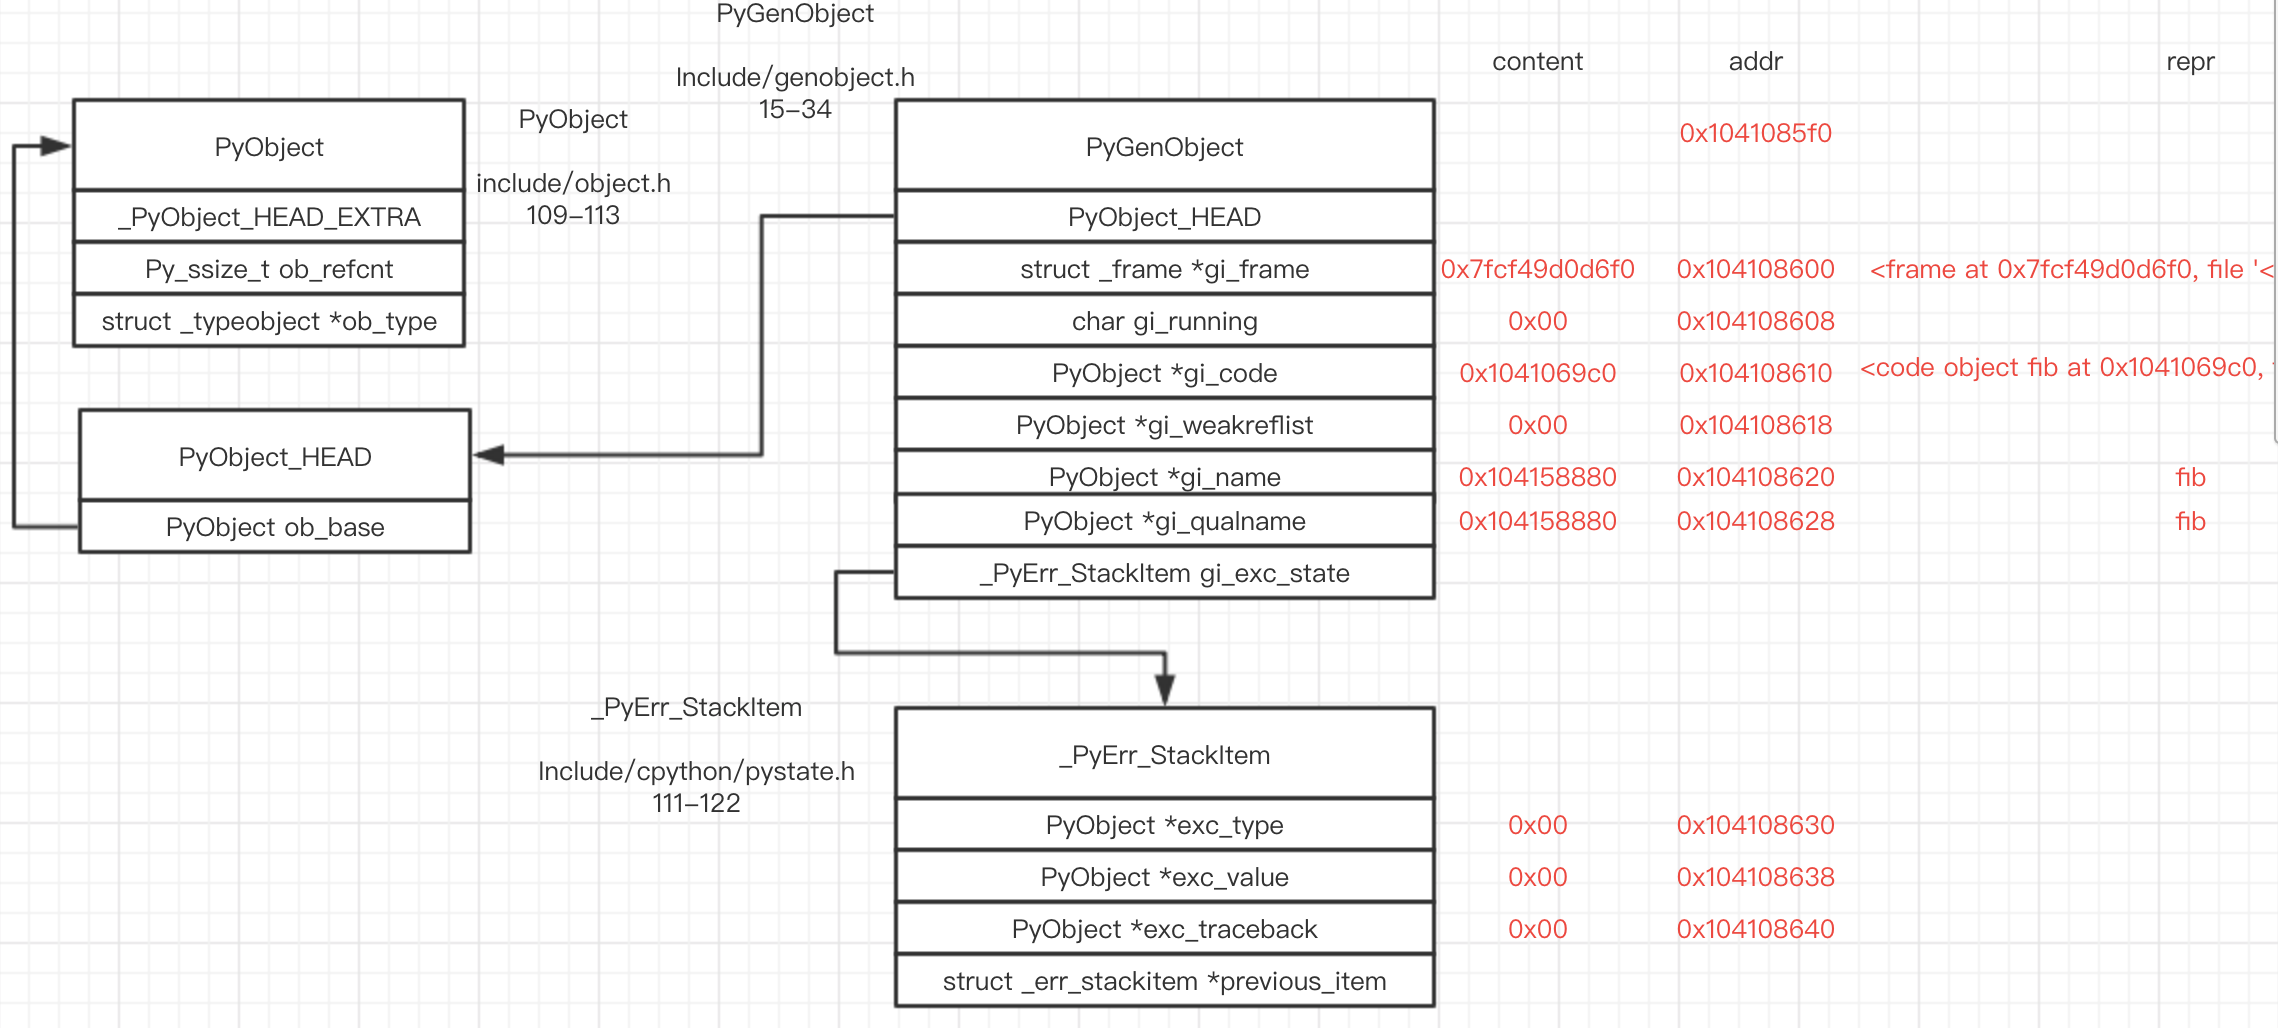 PyGenObject
Include/genobject.h
15–34
content
addr
repr
PyObject
PyObject
include/object.h
109–113
_PyObject_HEAD_EXTRA
Py_ssize_t ob_refcnt
struct _typeobject *ob_type
PyObject_HEAD
PyObject ob_base
PyGenObject
0x1041085f0
PyObject_HEAD
struct _frame *gi_frame
0x7fcf49d0d6f0
0x104108600
<frame at 0x7fcf49d0d6f0, file '<
char gi_running
0x00
0x104108608
PyObject *gi_code
0x1041069c0
0x104108610
<code object fib at 0x1041069c0,
PyObject *gi_weakreflist
0x00
0x104108618
PyObject *gi_name
0x104158880
0x104108620
fib
PyObject *gi_qualname
0x104158880
0x104108628
fib
_PyErr_StackItem gi_exc_state
_PyErr_StackItem
Include/cpython/pystate.h
111–122
_PyErr_StackItem
PyObject *exc_type
0x00
0x104108630
PyObject *exc_value
0x00
0x104108638
PyObject *exc_traceback
0x00
0x104108640
struct _err_stackitem *previous_item